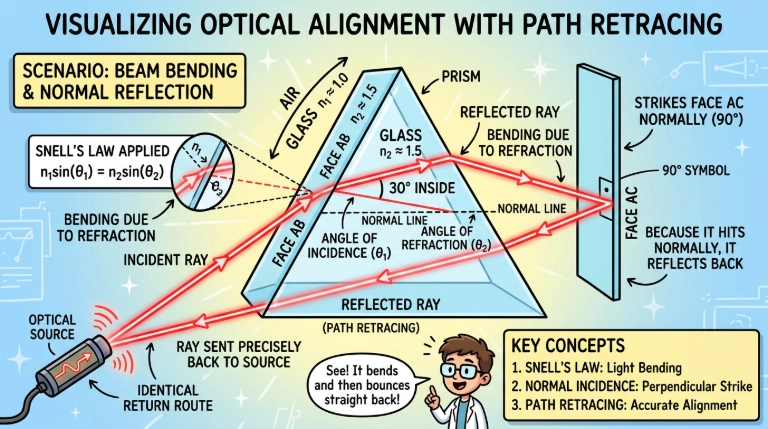 VISUALIZING OPTICAL ALIGNMENT WITH PATH RETRACING
SCENARIO: BEAM BENDING
& NORMAL REFLECTION
AIR
n₁ ≈ 1.0
GLASS
n₂ ≈ 1.5
FACE AB
FACE AB
PRISM
GLASS
n₂ ≈ 1.5
REFLECTED RAY
BENDING DUE
TO REFRACTION
STRIKES FACE AC
NORMALLY (90°)
90° SYMBOL
FACE AC
BECAUSE IT HITS
NORMALLY, IT
REFLECTS BACK
SNELL'S LAW APPLIED
n₁sin(θ₁) = n₂sin(θ₂)
n₁
θ₂
BENDING DUE
TO REFRACTION
INCIDENT RAY
30° INSIDE
NORMAL LINE
NORMAL LINE
ANGLE OF
INCIDENCE (θ₁)
ANGLE OF
REFRACTION (θ₂)
REFLECTED RAY
(PATH RETRACING)
OPTICAL
SOURCE
RAY SENT PRECISELY
BACK TO SOURCE
IDENTICAL
RETURN ROUTE
See! It bends
and then bounces
straight back!
KEY CONCEPTS
1. SNELL'S LAW: Light Bending
2. NORMAL INCIDENCE: Perpendicular Strike
3. PATH RETRACING: Accurate Alignment